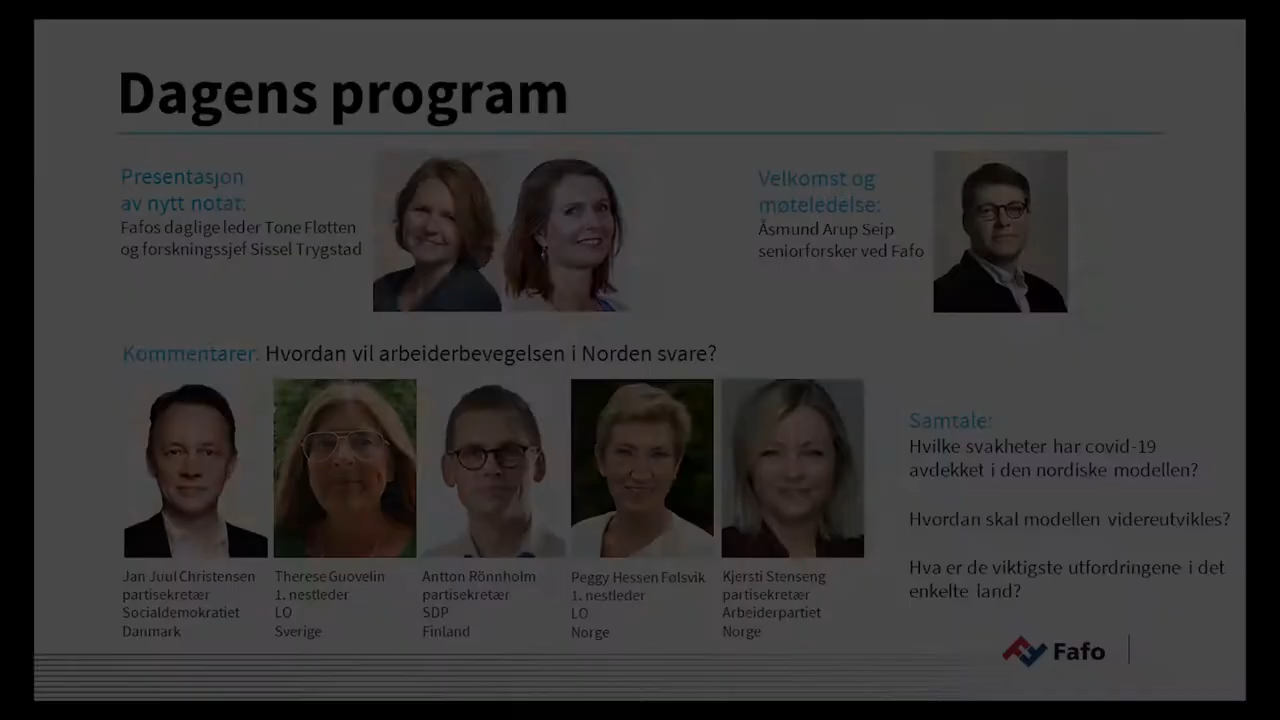 Dagens program
Presentasjon
av nytt notat:
Fafos daglige leder Tone Fløtten
og forskningssjef Sissel Trygstad
Velkomst og
møteledelse:
Åsmund Arup Seip
seniorforsker ved Fafo
Kommentarer: Hvordan vil arbeiderbevegelsen i Norden svare?
Jan Juul Christensen
partisekretær
Socialdemokratiet
Danmark
Therese Guovelin
1. nestleder
LO
Sverige
Antton Rönnholm
partisekretær
SDP
Finland
Peggy Hessen Følsvik
1. nestleder
LO
Norge
Kjersti Stenseng
partisekretær
Arbeiderpartiet
Norge
Samtale:
Hvilke svakheter har covid-19
avdekket i den nordiske modellen?
Hvordan skal modellen videreutvikles?
Hva er de viktigste utfordringene i det
enkelte land?
Fafo